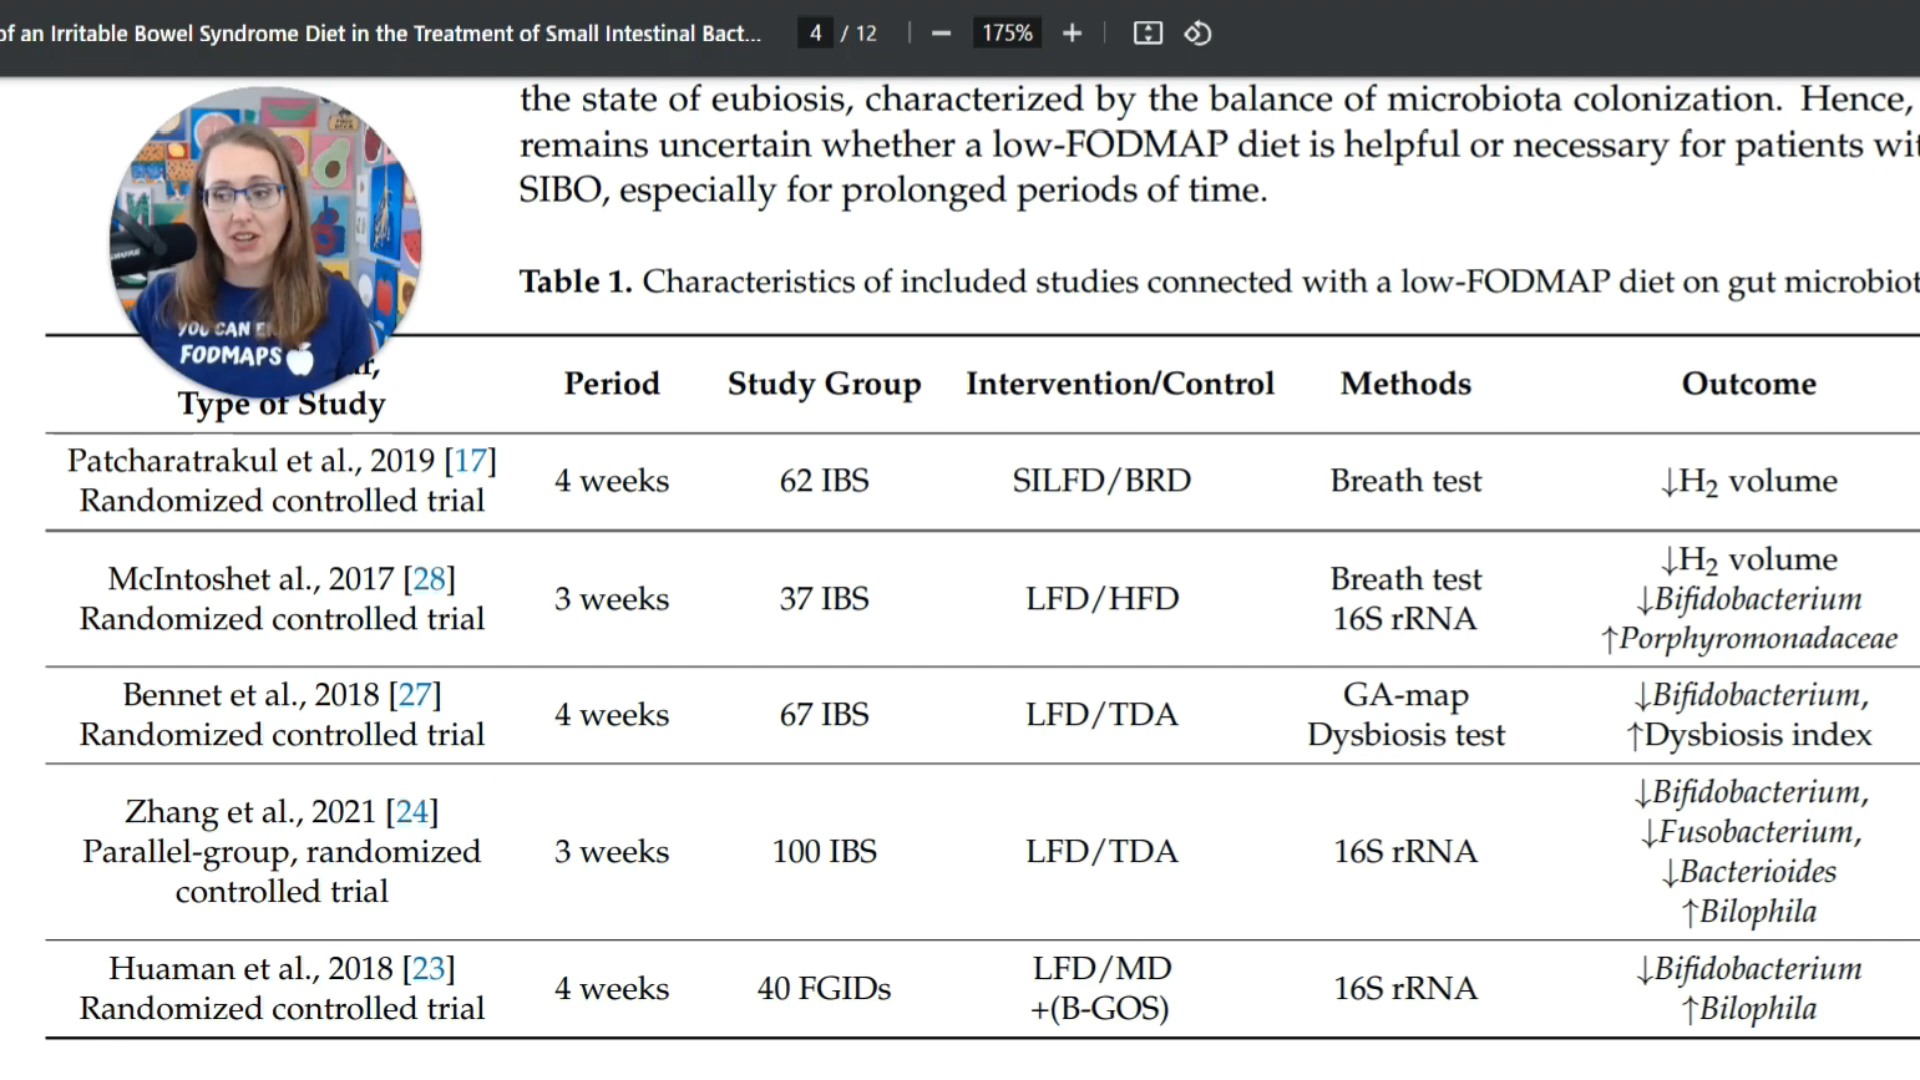 of an Irritable Bowel Syndrome Diet in the Treatment of Small Intestinal Bact... 4 / 12 175%
the state of eubiosis, characterized by the balance of microbiota colonization. Hence,
remains uncertain whether a low-FODMAP diet is helpful or necessary for patients
SIBO, especially for prolonged periods of time.
SHURE
YOU CAN
FODMAPS
Table 1. Characteristics of included studies connected with a low-FODMAP diet on gut microbiot
Type of Study Period Study Group Intervention/Control Methods Outcome
Patcharatrakul et al., 2019 [17]
Randomized controlled trial
4 weeks 62 IBS SILFD/BRD Breath test ↓H₂ volume
McIntoshet al., 2017 [28]
Randomized controlled trial
3 weeks 37 IBS LFD/HFD
Breath test
16S rRNA
↓H₂ volume
↓Bifidobacterium
↑Porphyromonadaceae
Bennet et al., 2018 [27]
Randomized controlled trial
4 weeks 67 IBS LFD/TDA
GA-map
Dysbiosis test
↓Bifidobacterium,
↑Dysbiosis index
Zhang et al., 2021 [24]
Parallel-group, randomized
controlled trial
3 weeks 100 IBS LFD/TDA 16S rRNA
↓Bifidobacterium,
↓Fusobacterium,
↓Bacterioides
↑Bilophila
Huaman et al., 2018 [23]
Randomized controlled trial
4 weeks 40 FGIDs
LFD/MD
+(B-GOS)
16S rRNA
↓Bifidobacterium
↑Bilophila